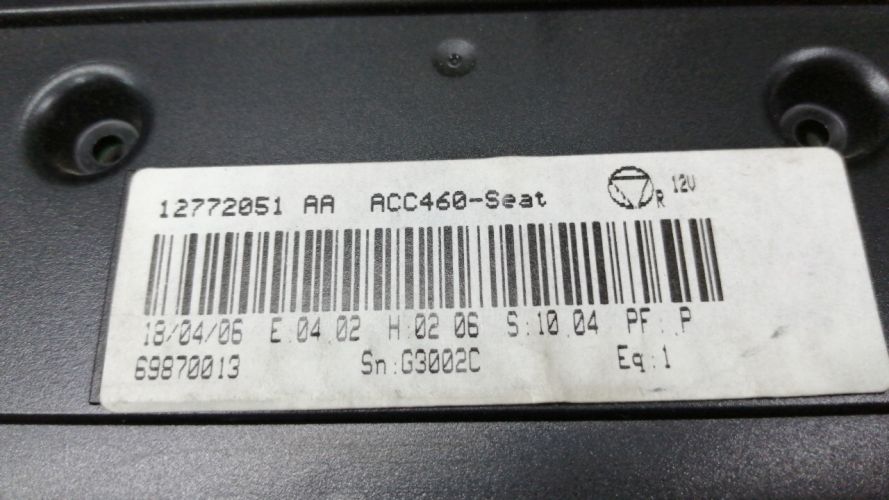 12772051 AA ACC460-Seat R 12V
18/04/06 E:04.02 H:02 06 S:10.04 PF: P
69870013 Sn:G3002C Eq:1